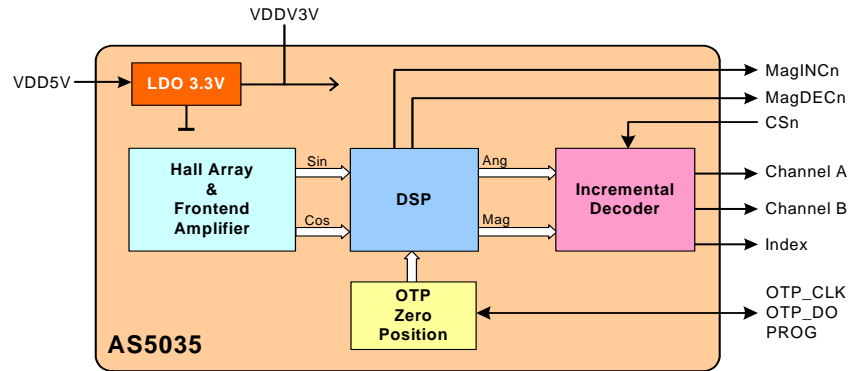 VDDV3V
VDD5V
LDO 3.3V
MagINCn
MagDECn
CSn
Hall Array
&
Frontend
Amplifier
Sin
Cos
DSP
Ang
Mag
Incremental
Decoder
Channel A
Channel B
Index
OTP
Zero
Position
OTP_CLK
OTP_DO
PROG
AS5035